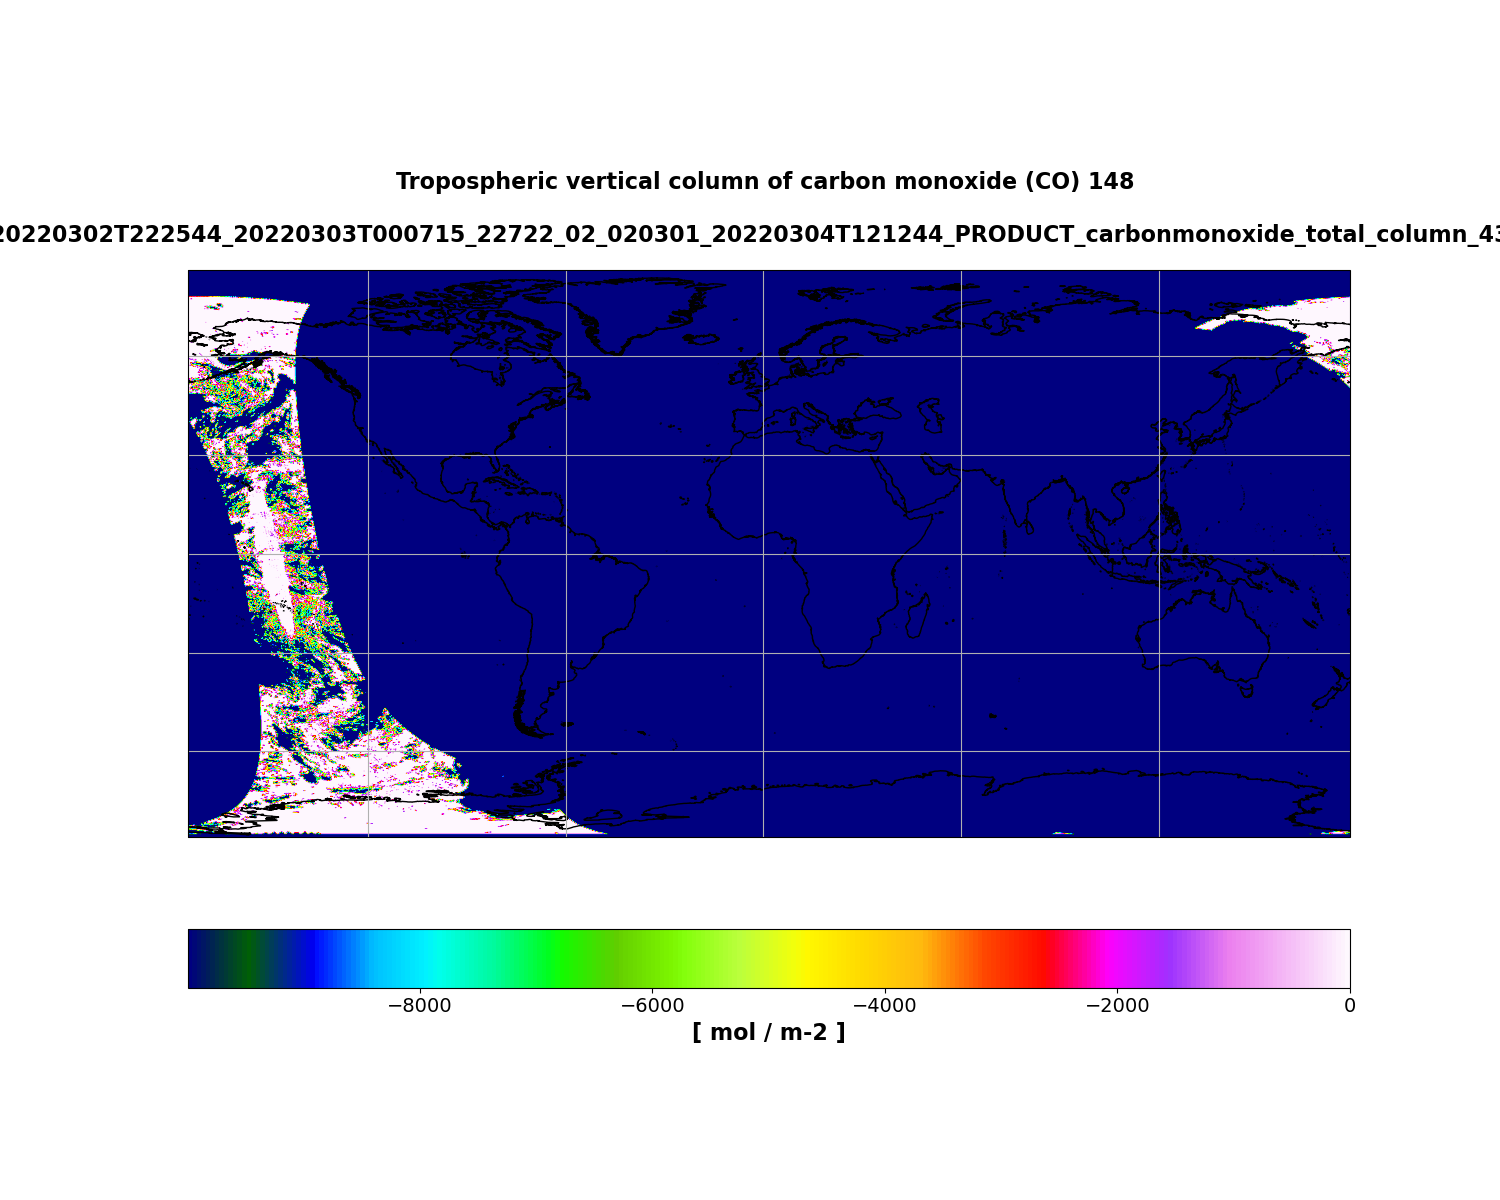 Tropospheric vertical column of carbon monoxide (CO) 148
20220302T222544_20220303T000715_22722_02_020301_20220304T121244_PRODUCT_carbonmonoxide_total_column_43
−8000 −6000 −4000 −2000 0
[ mol / m-2 ]